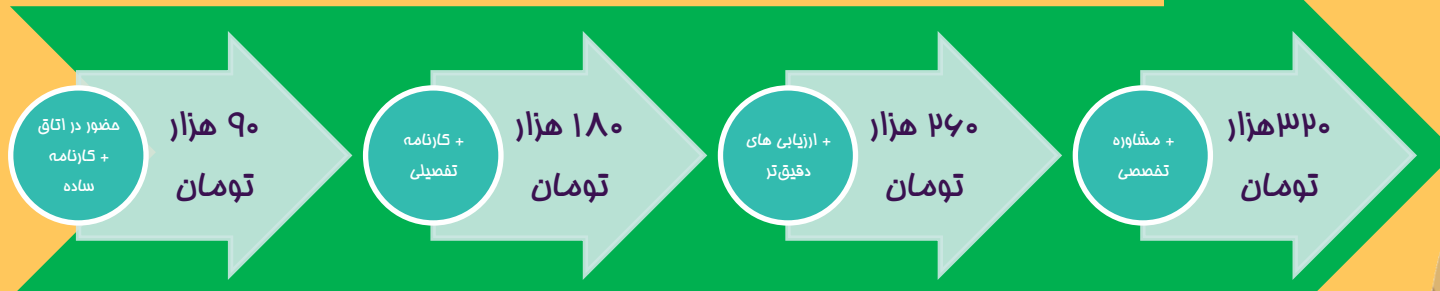 حضور در اتاق
+ کارنامه
ساده
۹۰ هزار
تومان
+ کارنامه
تفصیلی
۱۸۰ هزار
تومان
+ ارزیابی های
دقیق‌تر
۲۶۰ هزار
تومان
+ مشاوره
تخصصی
۳۲۰هزار
تومان